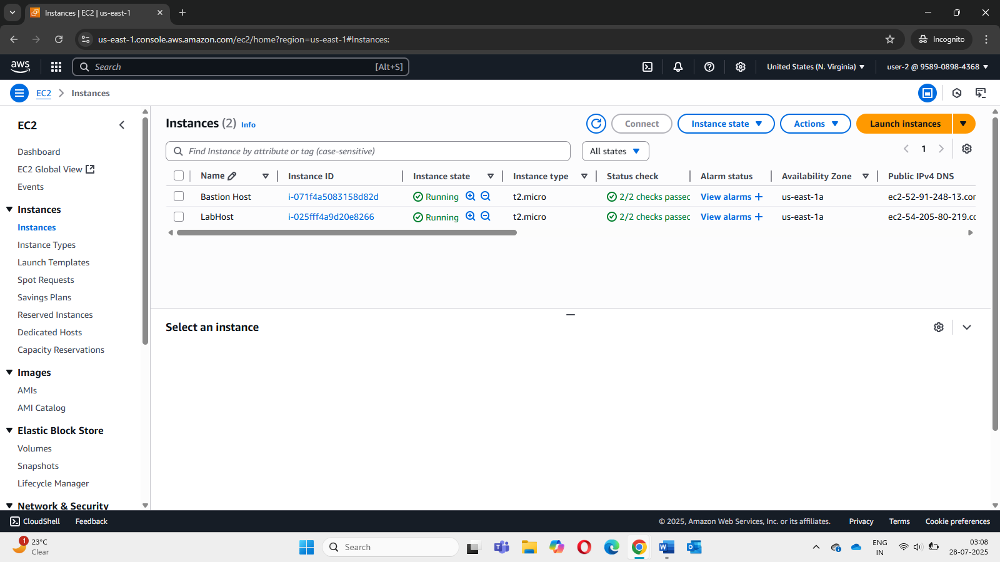 Instances | EC2 | us-east-1
us-east-1.console.aws.amazon.com/ec2/home?region=us-east-1#Instances:
Incognito
aws
Search [Alt+S]
United States (N. Virginia)
user-2 @ 9589-0898-4368
EC2 Instances
EC2
Dashboard
EC2 Global View
Events
Instances
Instances
Instance Types
Launch Templates
Spot Requests
Savings Plans
Reserved Instances
Dedicated Hosts
Capacity Reservations
Images
AMIs
AMI Catalog
Elastic Block Store
Volumes
Snapshots
Lifecycle Manager
Network & Security
Instances (2) Info
Connect
Instance state
Actions
Launch instances
Find Instance by attribute or tag (case-sensitive)
All states
1
Name Instance ID Instance state Instance type Status check Alarm status Availability Zone Public IPv4 DNS
Bastion Host i-071f4a5083158d82d Running t2.micro 2/2 checks passec View alarms us-east-1a ec2-52-91-248-13.cor
LabHost i-025fff4a9d20e8266 Running t2.micro 2/2 checks passec View alarms us-east-1a ec2-54-205-80-219.cc
Select an instance
CloudShell Feedback © 2025, Amazon Web Services, Inc. or its affiliates. Privacy Terms Cookie preferences
1
23°C
Clear
Search
ENG
IN
03:08
28-07-2025